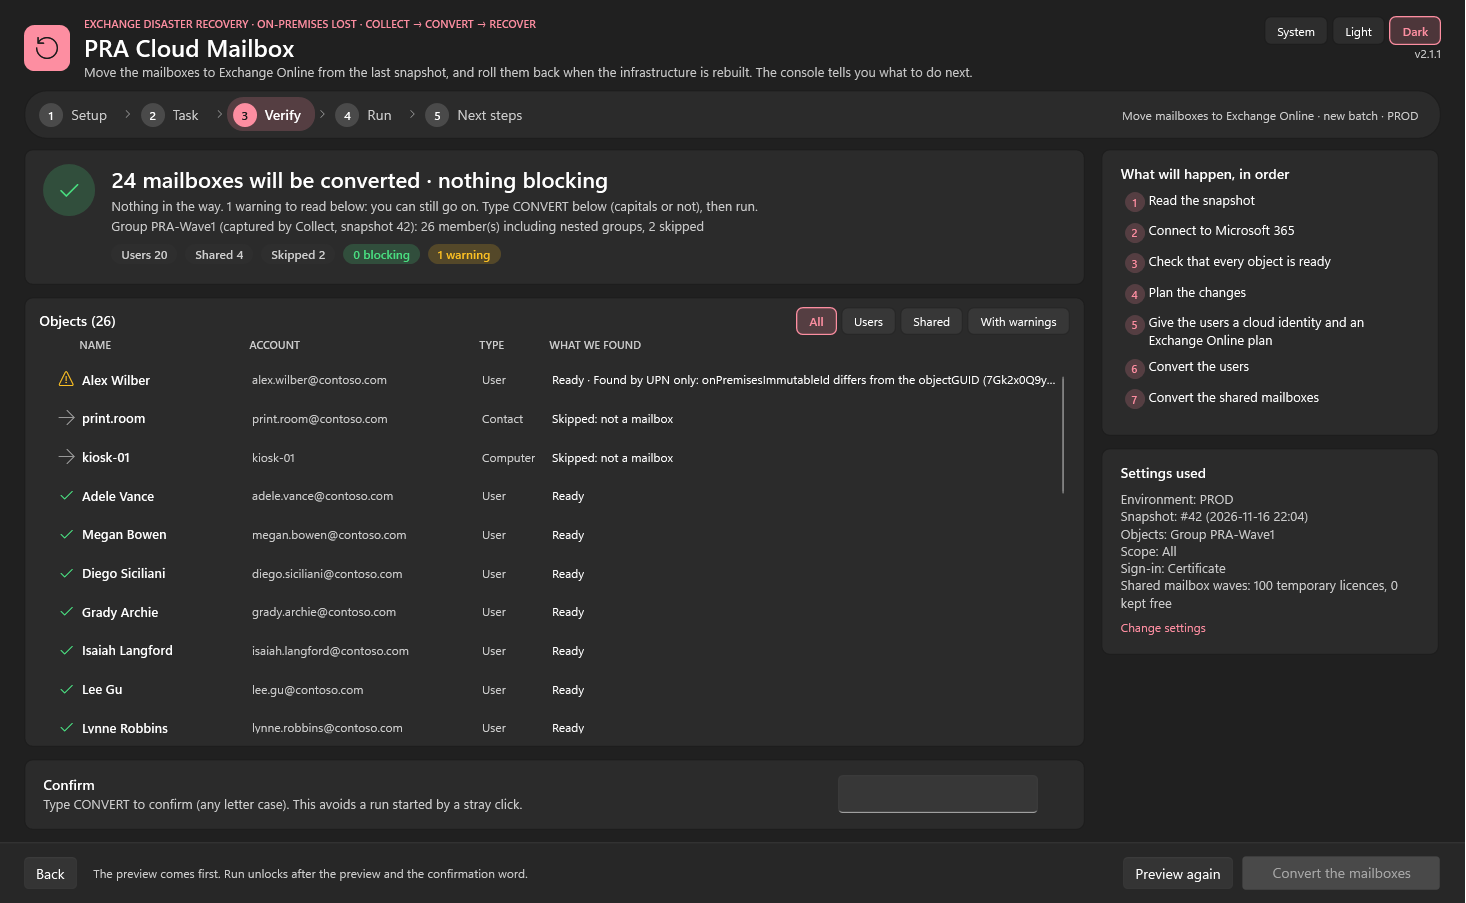 EXCHANGE DISASTER RECOVERY · ON-PREMISES LOST · COLLECT → CONVERT → RECOVER
PRA Cloud Mailbox
Move the mailboxes to Exchange Online from the last snapshot, and roll them back when the infrastructure is rebuilt. The console tells you what to do next.
System
Light
Dark
v2.1.1
1 Setup
2 Task
3 Verify
4 Run
5 Next steps
Move mailboxes to Exchange Online · new batch · PROD
24 mailboxes will be converted · nothing blocking
Nothing in the way. 1 warning to read below: you can still go on. Type CONVERT below (capitals or not), then run.
Group PRA-Wave1 (captured by Collect, snapshot 42): 26 member(s) including nested groups, 2 skipped
Users 20
Shared 4
Skipped 2
0 blocking
1 warning
Objects (26)
All
Users
Shared
With warnings
NAME ACCOUNT TYPE WHAT WE FOUND
Alex Wilber alex.wilber@contoso.com User Ready · Found by UPN only: onPremisesImmutableId differs from the objectGUID (7Gk2x0Q9y...
print.room print.room@contoso.com Contact Skipped: not a mailbox
kiosk-01 kiosk-01 Computer Skipped: not a mailbox
Adele Vance adele.vance@contoso.com User Ready
Megan Bowen megan.bowen@contoso.com User Ready
Diego Siciliani diego.siciliani@contoso.com User Ready
Grady Archie grady.archie@contoso.com User Ready
Isaiah Langford isaiah.langford@contoso.com User Ready
Lee Gu lee.gu@contoso.com User Ready
Lynne Robbins lynne.robbins@contoso.com User Ready
Confirm
Type CONVERT to confirm (any letter case). This avoids a run started by a stray click.
What will happen, in order
1 Read the snapshot
2 Connect to Microsoft 365
3 Check that every object is ready
4 Plan the changes
5 Give the users a cloud identity and an
Exchange Online plan
6 Convert the users
7 Convert the shared mailboxes
Settings used
Environment: PROD
Snapshot: #42 (2026-11-16 22:04)
Objects: Group PRA-Wave1
Scope: All
Sign-in: Certificate
Shared mailbox waves: 100 temporary licences, 0
kept free
Change settings
Back
The preview comes first. Run unlocks after the preview and the confirmation word.
Preview again
Convert the mailboxes